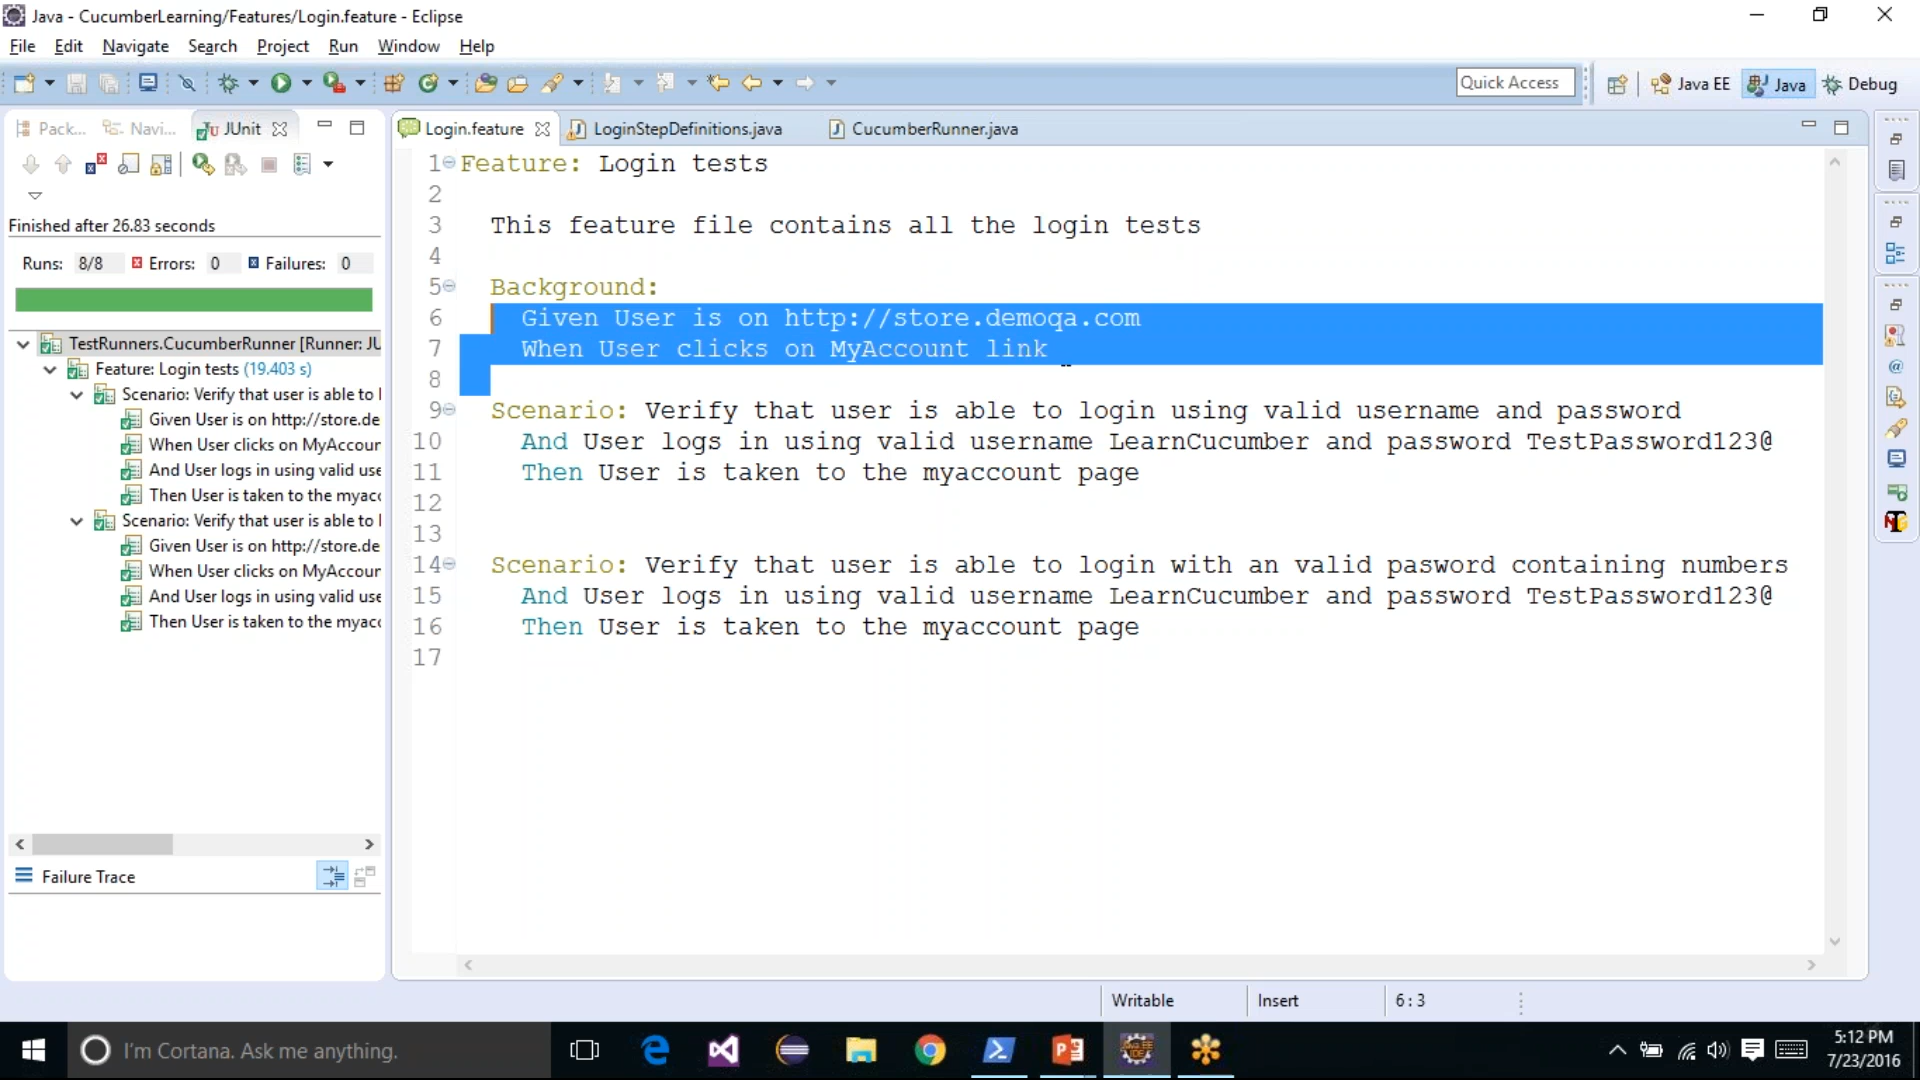 Java - CucumberLearning/Features/Login.feature - Eclipse
File Edit Navigate Search Project Run Window Help
Quick Access Java EE Java Debug
Pack... Navi... JUnit
Login.feature LoginStepDefinitions.java CucumberRunner.java
Finished after 26.83 seconds
Runs: 8/8 Errors: 0 Failures: 0
TestRunners.CucumberRunner [Runner: JU
Feature: Login tests (19.403 s)
Scenario: Verify that user is able to l
Given User is on http://store.de
When User clicks on MyAccour
And User logs in using valid use
Then User is taken to the myacc
Scenario: Verify that user is able to l
Given User is on http://store.de
When User clicks on MyAccour
And User logs in using valid use
Then User is taken to the myacc
Failure Trace
1 Feature: Login tests
2
3 This feature file contains all the login tests
4
5 Background:
6 Given User is on http://store.demoqa.com
7 When User clicks on MyAccount link
8
9 Scenario: Verify that user is able to login using valid username and password
10 And User logs in using valid username LearnCucumber and password TestPassword123@
11 Then User is taken to the myaccount page
12
13
14 Scenario: Verify that user is able to login with an valid pasword containing numbers
15 And User logs in using valid username LearnCucumber and password TestPassword123@
16 Then User is taken to the myaccount page
17
Writable Insert 6 : 3
I'm Cortana. Ask me anything.
5:12 PM
7/23/2016